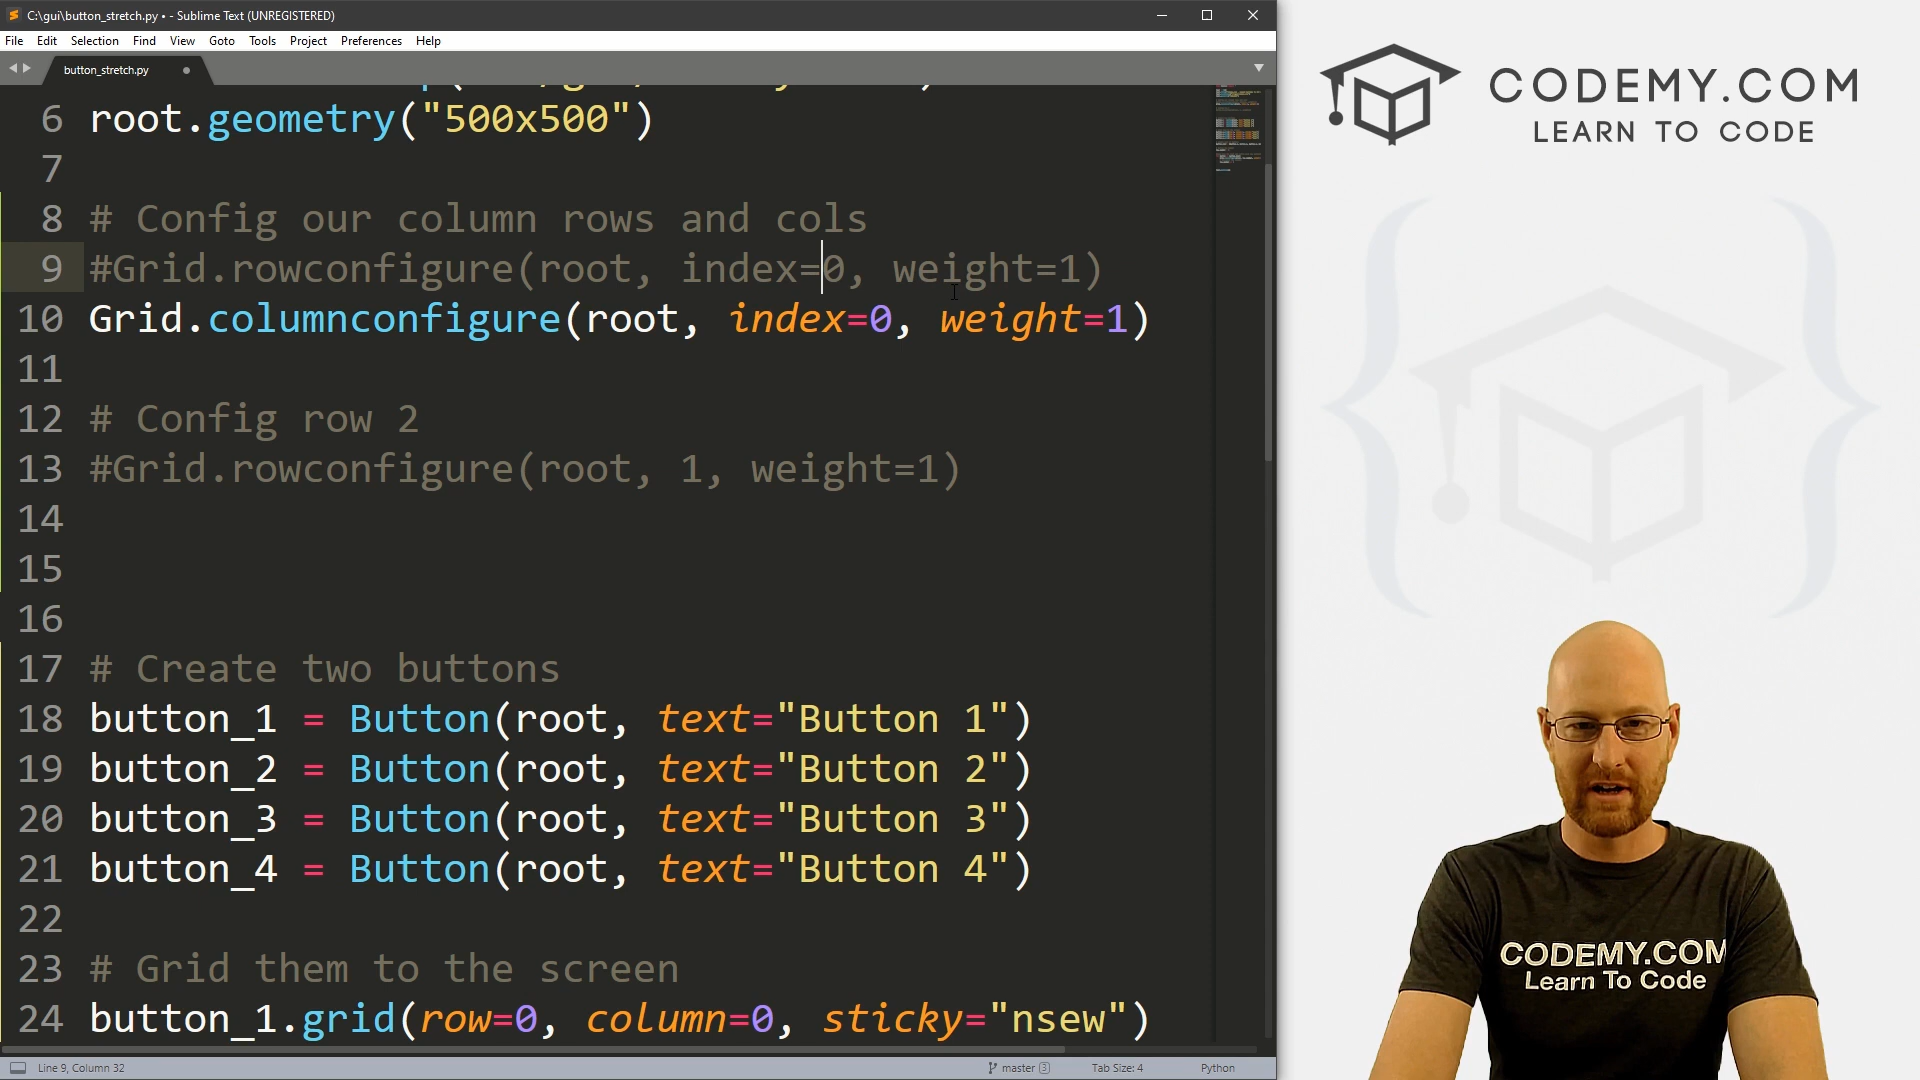 C:\gui\button_stretch.py • - Sublime Text (UNREGISTERED)
File Edit Selection Find View Goto Tools Project Preferences Help
button_stretch.py
6 root.geometry("500x500")
7
8 # Config our column rows and cols
9 #Grid.rowconfigure(root, index=0, weight=1)
10 Grid.columnconfigure(root, index=0, weight=1)
11
12 # Config row 2
13 #Grid.rowconfigure(root, 1, weight=1)
14
15
16
17 # Create two buttons
18 button_1 = Button(root, text="Button 1")
19 button_2 = Button(root, text="Button 2")
20 button_3 = Button(root, text="Button 3")
21 button_4 = Button(root, text="Button 4")
22
23 # Grid them to the screen
24 button_1.grid(row=0, column=0, sticky="nsew")
Line 9, Column 32
master 3
Tab Size: 4
Python
CODEMY.COM
LEARN TO CODE
CODEMY.COM
Learn To Code